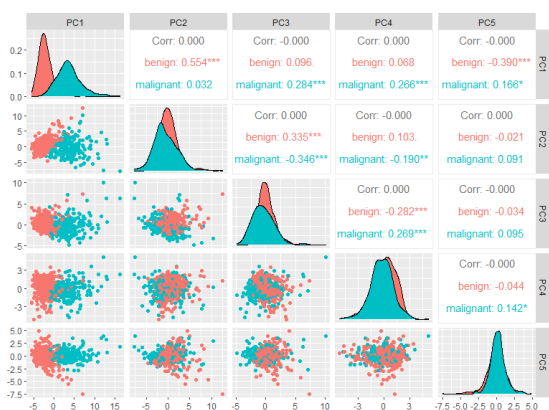 PC1 PC2 PC3 PC4 PC5
0.2 Corr: 0.000 Corr: -0.000 Corr: 0.000 Corr: -0.000 PC1
0.1 benign: 0.554*** benign: 0.096. benign: 0.068 benign: -0.390***
0.0 malignant: 0.032 malignant: 0.284*** malignant: 0.266*** malignant: 0.166*
10 Corr: 0.000 Corr: -0.000 Corr: 0.000 PC2
5 benign: 0.335*** benign: 0.103. benign: -0.021
0 malignant: -0.346*** malignant: -0.190** malignant: 0.091
-5
10 Corr: 0.000 Corr: -0.000 PC3
5 benign: -0.282*** benign: -0.034
0 malignant: 0.269*** malignant: 0.095
-5
3 Corr: -0.000 PC4
0 benign: -0.044
-3 malignant: 0.142*
5.0 PC5
2.5
0.0
-2.5
-5.0
-7.5
-5 0 5 10 15 -5 0 5 10 -5 0 5 10 -3 0 3 -7.5 -5.0 -2.5 0.0 2.5 5.0